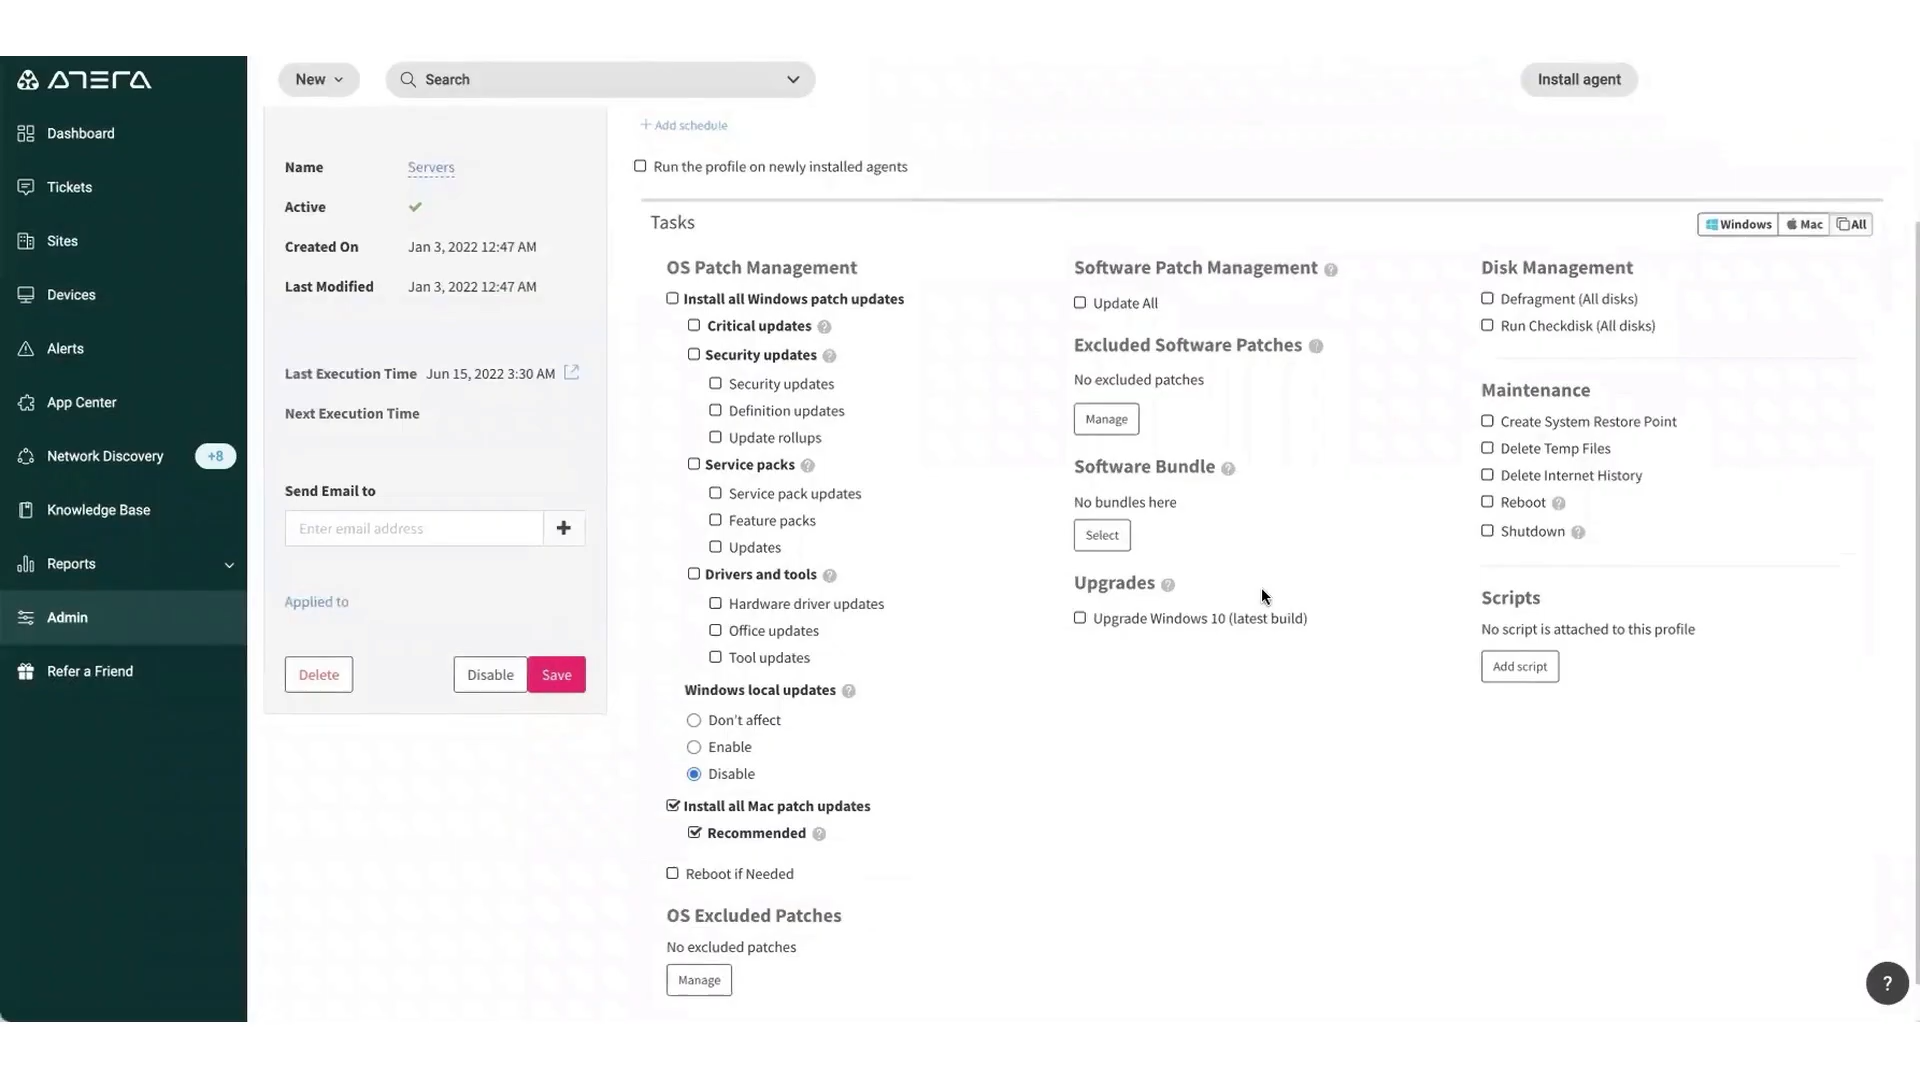 ATERA
Dashboard
Tickets
Sites
Devices
Alerts
App Center
Network Discovery +8
Knowledge Base
Reports
Admin
Refer a Friend
New
Search
Install agent
Name Servers
Active
Created On Jan 3, 2022 12:47 AM
Last Modified Jan 3, 2022 12:47 AM
Last Execution Time Jun 15, 2022 3:30 AM
Next Execution Time
Send Email to
Enter email address +
Applied to
Delete Disable Save
+ Add schedule
Run the profile on newly installed agents
Tasks
Windows Mac All
OS Patch Management
Install all Windows patch updates
Critical updates ?
Security updates ?
Security updates
Definition updates
Update rollups
Service packs ?
Service pack updates
Feature packs
Updates
Drivers and tools ?
Hardware driver updates
Office updates
Tool updates
Windows local updates ?
Don't affect
Enable
Disable
Install all Mac patch updates
Recommended ?
Reboot if Needed
OS Excluded Patches
No excluded patches
Manage
Software Patch Management ?
Update All
Excluded Software Patches ?
No excluded patches
Manage
Software Bundle ?
No bundles here
Select
Upgrades ?
Upgrade Windows 10 (latest build)
Disk Management
Defragment (All disks)
Run Checkdisk (All disks)
Maintenance
Create System Restore Point
Delete Temp Files
Delete Internet History
Reboot ?
Shutdown ?
Scripts
No script is attached to this profile
Add script
?